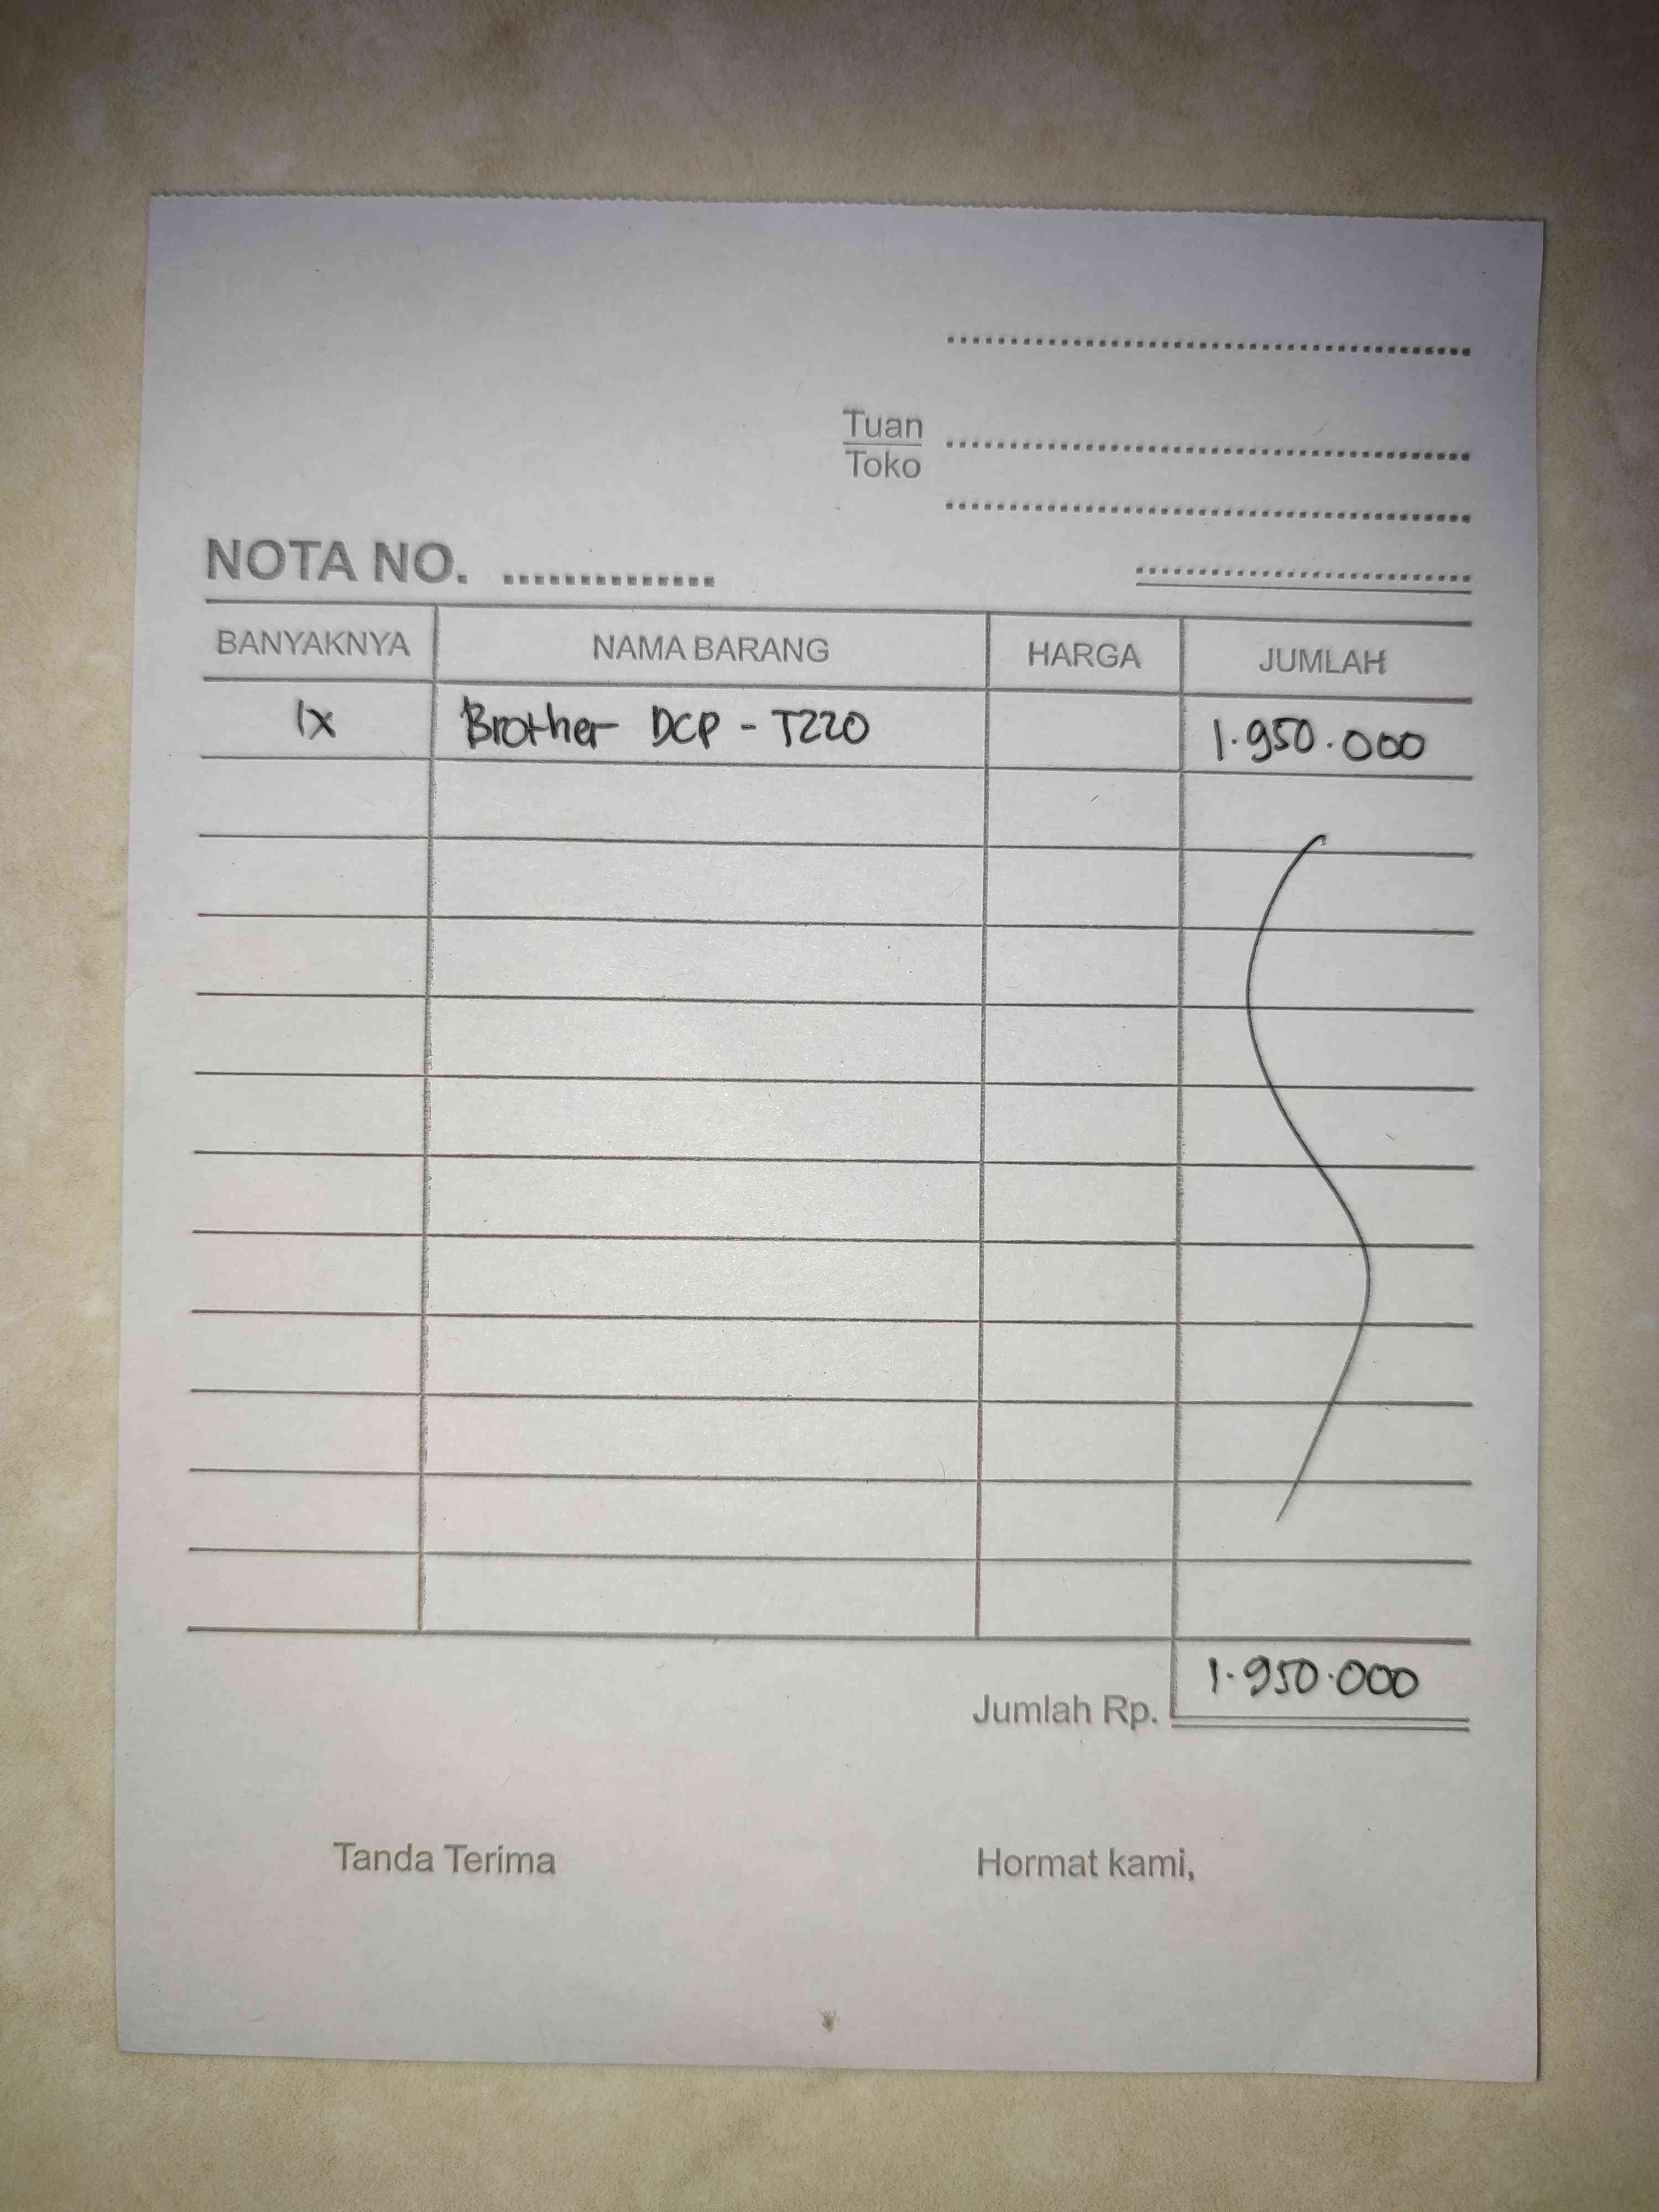 Tuan
Toko
NOTA NO. ..............
BANYAKNYA NAMA BARANG HARGA JUMLAH
1x Brother DCP - T220 1.950.000
Jumlah Rp. 1.950.000
Tanda Terima Hormat kami,